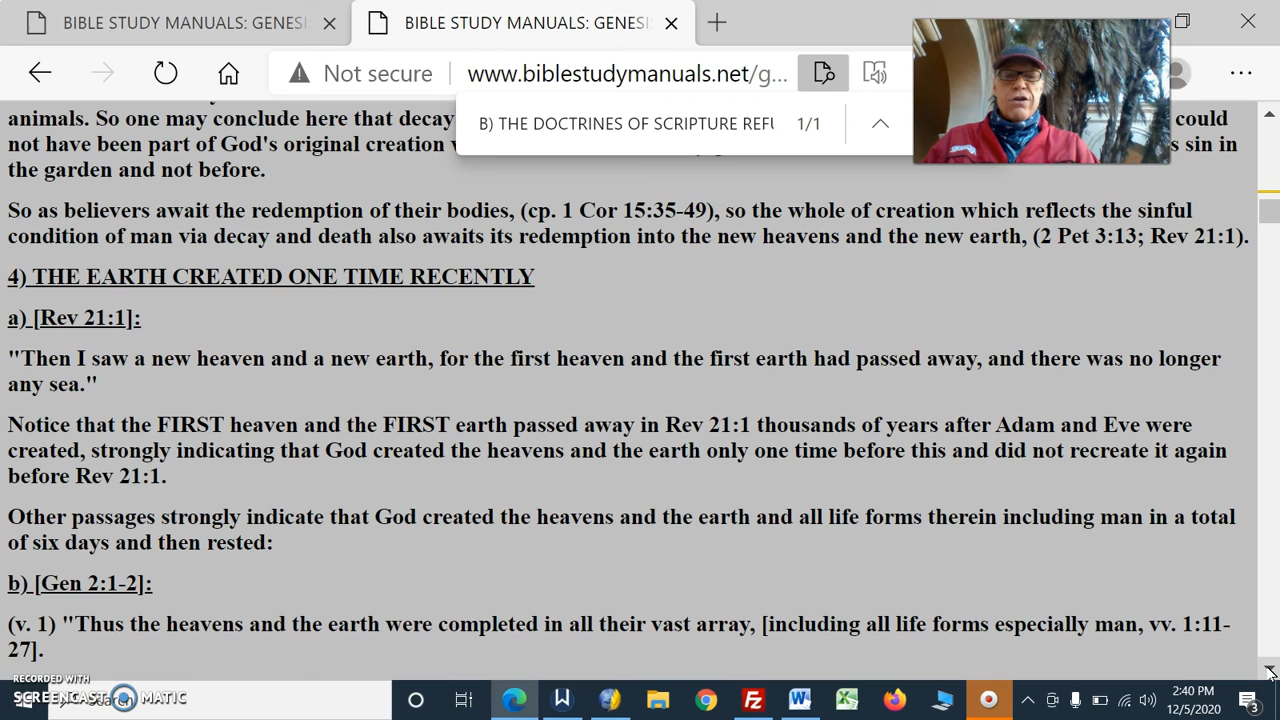 BIBLE STUDY MANUALS: GENESI
BIBLE STUDY MANUALS: GENESI
Not secure
www.biblestudymanuals.net/g...
B) THE DOCTRINES OF SCRIPTURE REFU
1/1
animals. So one may conclude here that decay could
not have been part of God's original creation s sin in
the garden and not before.
So as believers await the redemption of their bodies, (cp. 1 Cor 15:35-49), so the whole of creation which reflects the sinful
condition of man via decay and death also awaits its redemption into the new heavens and the new earth, (2 Pet 3:13; Rev 21:1).
4) THE EARTH CREATED ONE TIME RECENTLY
a) [Rev 21:1]:
"Then I saw a new heaven and a new earth, for the first heaven and the first earth had passed away, and there was no longer
any sea."
Notice that the FIRST heaven and the FIRST earth passed away in Rev 21:1 thousands of years after Adam and Eve were
created, strongly indicating that God created the heavens and the earth only one time before this and did not recreate it again
before Rev 21:1.
Other passages strongly indicate that God created the heavens and the earth and all life forms therein including man in a total
of six days and then rested:
b) [Gen 2:1-2]:
(v. 1) "Thus the heavens and the earth were completed in all their vast array, [including all life forms especially man, vv. 1:11-
27].
RECORDED WITH
SCREENCAST MATIC
Search
2:40 PM
12/5/2020
3